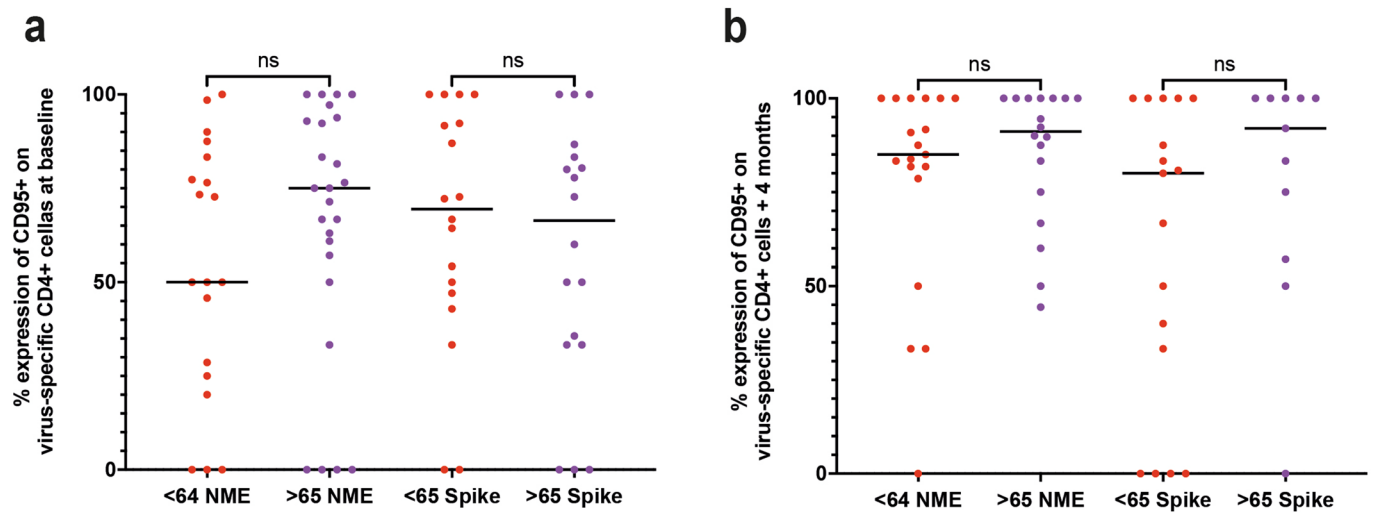 a
% expression of CD95+ on
virus-specific CD4+ cellas at baseline
100
50
0
ns
ns
<64 NME
>65 NME
<65 Spike
>65 Spike
b
% expression of CD95+ on
virus-specific CD4+ cells + 4 months
100
50
0
ns
ns
<64 NME
>65 NME
<65 Spike
>65 Spike